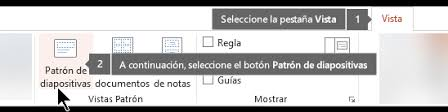 Seleccione la pestaña Vista 1 Vista
Regla
2 A continuación, seleccione el botón Patrón de diapositivas
Patrón de
diapositivas documentos de notas
Guías
Vistas Patrón
Mostrar